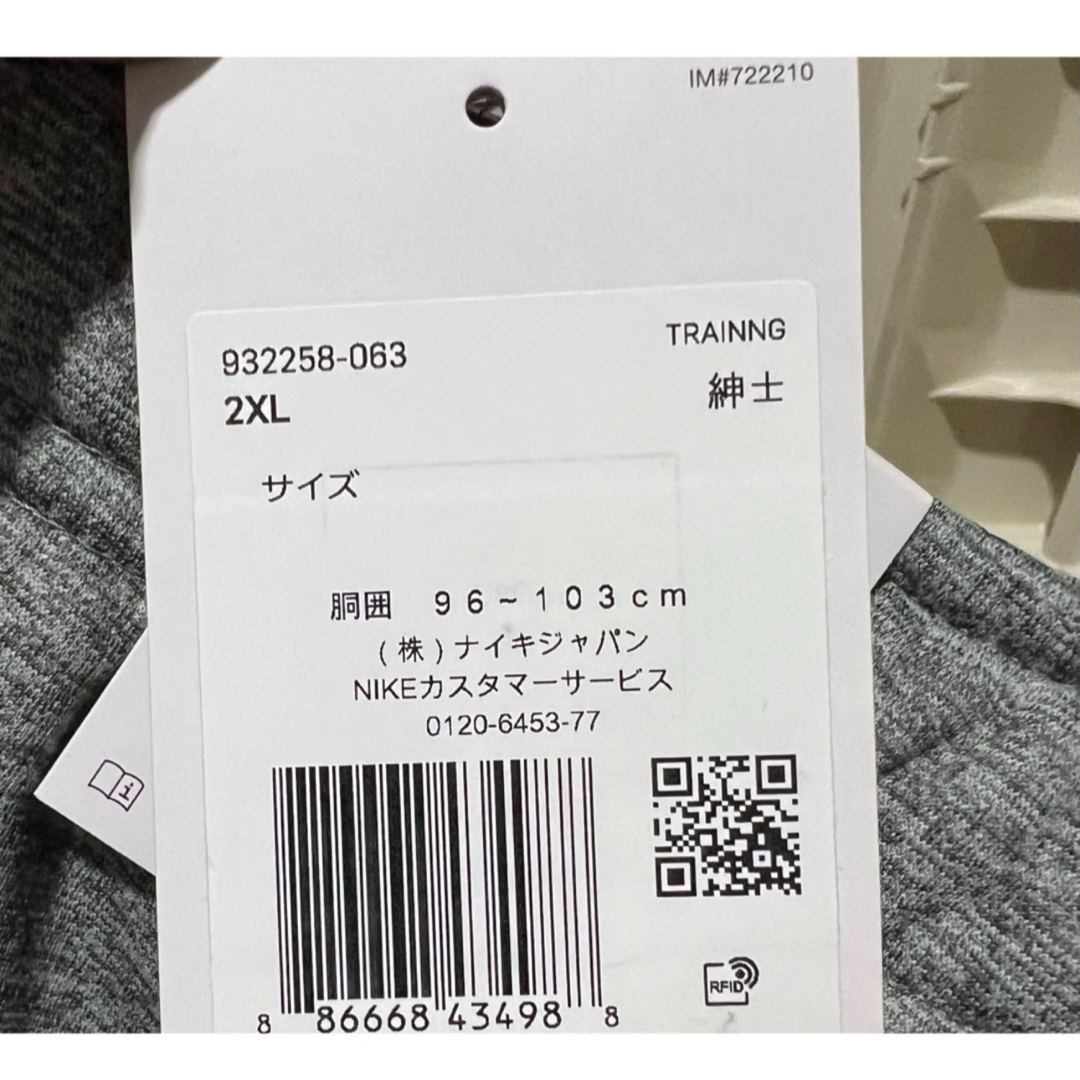 IM#722210
932258-063
TRAINNG
2XL
紳士
サイズ
胴囲 96~103cm
(株)ナイキジャパン
NIKEカスタマーサービス
0120-6453-77
RFID
8 86668 43498 8